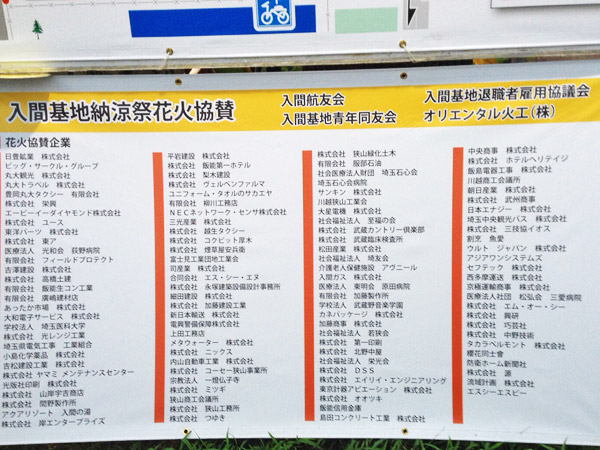 入間基地納涼祭花火協賛
入間航友会
入間基地青年同友会
入間基地退職者雇用協議会
オリエンタル火工(株)
花火協賛企業
日豊鉱業 株式会社
ビッグ・サークル・グループ
丸大観光 株式会社
丸大トラベル 株式会社
豊岡丸大タクシー 有限会社
株式会社 栄興
エービーイーダイヤモンド株式会社
株式会社 ユース
東洋パーツ 株式会社
株式会社 東ア
医療法人 光和会 荻野病院
有限会社 フィールドプロテクト
吉澤建設 株式会社
株式会社 高橋土建
有限会社 飯能生コン工業
有限会社 廣嶋建材店
あったか市場 株式会社
大和電子サービス 株式会社
学校法人 埼玉医科大学
株式会社 光レンジ工業
埼玉県電気工事 工業組合
小島化学薬品 株式会社
吉松建設工業 株式会社
株式会社 ヤマミ メンテナンスセンター
光版社印刷 株式会社
株式会社 山岸宇吉商店
株式会社 間野製作所
アクアリゾート 入間の湯
株式会社 岸エンタープライズ
平岩建設 株式会社
株式会社 飯能第一ホテル
株式会社 梨木建設
株式会社 ヴェルペンファルマ
ユニフォーム・タオルのサカエヤ
有限会社 柳川工務店
NECネットワーク・センサ株式会社
三光産業 株式会社
株式会社 越生タクシー
株式会社 コクピット厚木
株式会社 煙草屋安兵衛
富士見工業団地工業会
司産業 株式会社
合同会社 エス・シー・エヌ
株式会社 永塚建築設備設計事務所
細田建設 株式会社
株式会社 加藤建設工業
新日本輸送 株式会社
電興警備保障株式会社
上田工務店
メタウォーター 株式会社
株式会社 ニックス
内山自動車工業 株式会社
株式会社 コーセー狭山事業所
宗教法人 一燈仏子寺
株式会社 ミツギ
狭山商工会議所
株式会社 狭山工務所
株式会社 つゆき
株式会社 狭山緑化土木
有限会社 服部石油
社会医療法人財団 埼玉石心会
埼玉石心会病院
サンキン 株式会社
川越狭山工業会
大星電機 株式会社
社会福祉法人 至福の会
株式会社 武蔵カントリー倶楽部
株式会社 武蔵臨床検査所
松田産業 株式会社
社会福祉法人 埼友会
介護老人保健施設 アヴニール
入間ガス 株式会社
医療法人 東明会 原田病院
有限会社 加藤製作所
学校法人 武蔵野音楽学園
カネパッケージ 株式会社
加藤商事 株式会社
社会福祉法人 若狭会
株式会社 第一印刷
株式会社 北野中屋
社会福祉法人 栄光会
株式会社 DSS
株式会社 エイリイ・エンジニアリング
東京計器アビエーション 株式会社
株式会社 オオツキ
飯能信用金庫
島田コンクリート工業 株式会社
中央商事 株式会社
株式会社 ホテルヘリテイジ
飯島電器工事 株式会社
川越商工会議所
朝日産業 株式会社
株式会社 武州商事
日本エナジー 株式会社
埼玉中央観光バス 株式会社
株式会社 三技協イオス
割烹 魚愛
ウルト ジャパン 株式会社
アジアワンシステムズ
セフテック 株式会社
西多摩運送 株式会社
京極運輸商事 株式会社
医療法人社団 松弘会 三愛病院
株式会社 エム・オー・シー
株式会社 興研
株式会社 巧芸社
株式会社 中野技術
タカラベルモント 株式会社
櫻花同士會
防衛ホーム新聞社
株式会社 源
流域計画 株式会社
エスシーエスピー